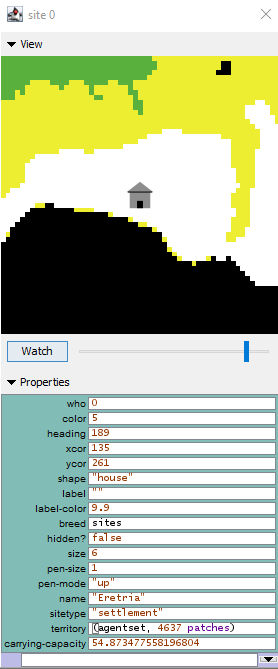 site 0
View
Watch
Properties
who 0
color 5
heading 189
xcor 135
ycor 261
shape "house"
label ""
label-color 9.9
breed sites
hidden? false
size 6
pen-size 1
pen-mode "up"
name "Eretria"
sitetype "settlement"
territory (agentset, 4637 patches)
carrying-capacity 54.873477558196804